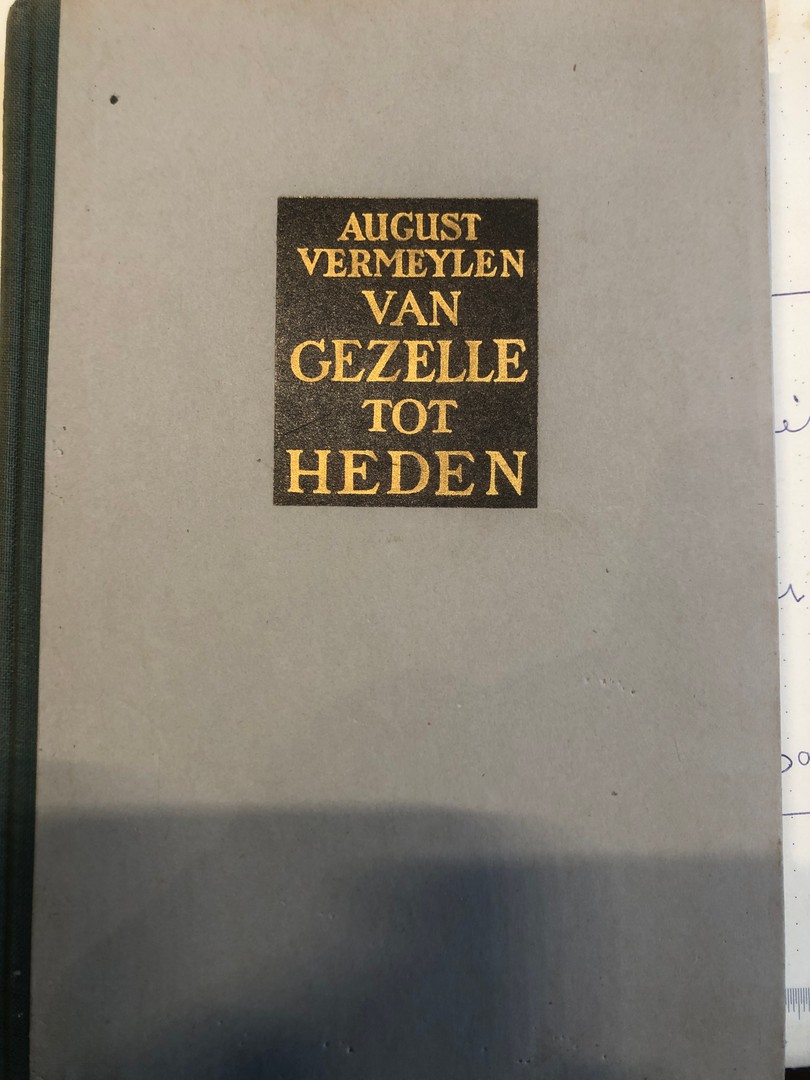 AUGUST
VERMEYLEN
VAN
GEZELLE
TOT
HEDEN